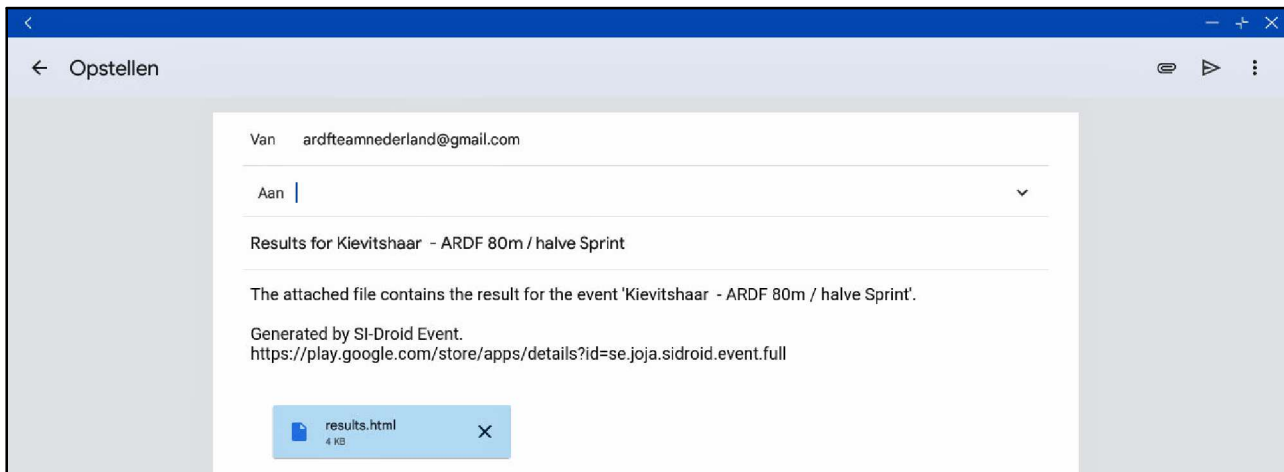 Opstellen
Van ardfteamnederland@gmail.com
Aan
Results for Kievitshaar - ARDF 80m / halve Sprint
The attached file contains the result for the event 'Kievitshaar - ARDF 80m / halve Sprint'.
Generated by SI-Droid Event.
https://play.google.com/store/apps/details?id=se.joja.sidroid.event.full
results.html
4 KB